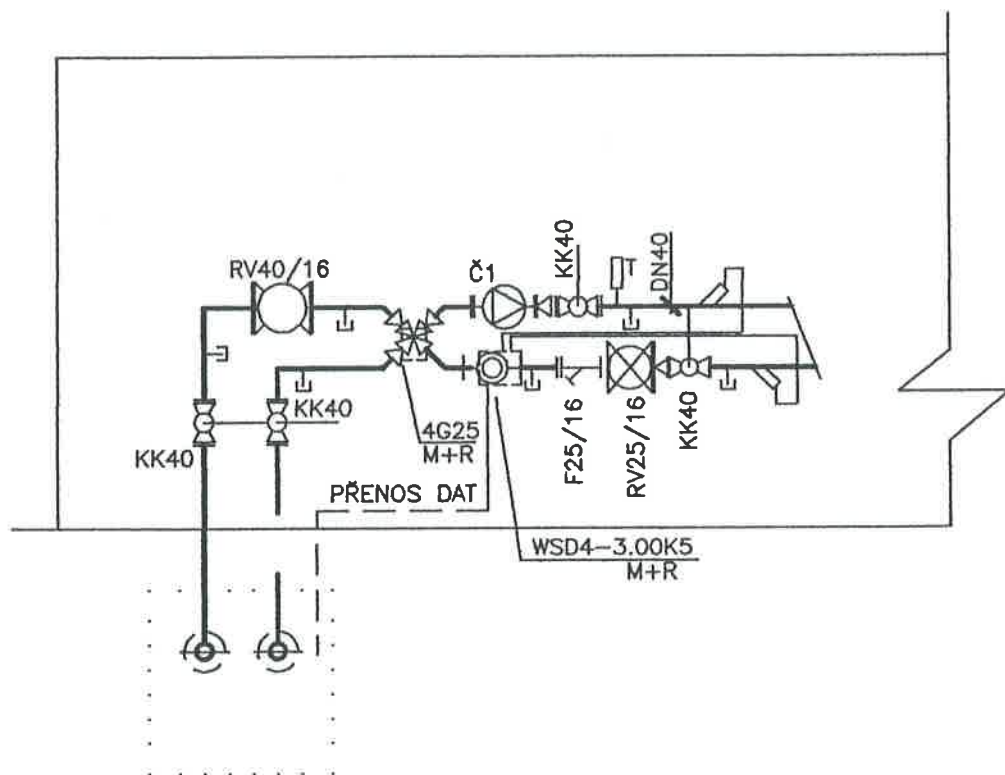 RV40/16
Č1
KK40
T
DN40
KK40
KK40
4G25
M+R
F25/16
RV25/16
KK40
PŘENOS DAT
WSD4-3.00K5
M+R